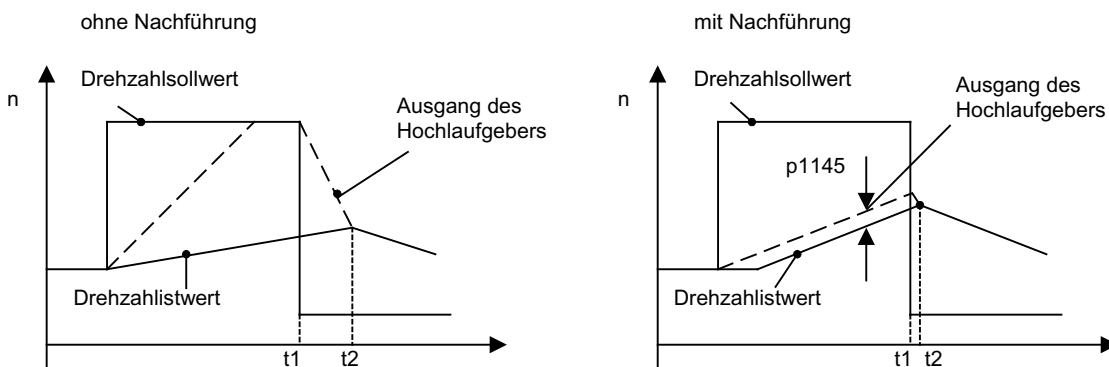 ohne Nachführung
n
Drehzahlsollwert
Ausgang des
Hochlaufgebers
Drehzahlistwert
t1
t2
mit Nachführung
n
Drehzahlsollwert
Ausgang des
Hochlaufgebers
p1145
Drehzahlistwert
t1
t2